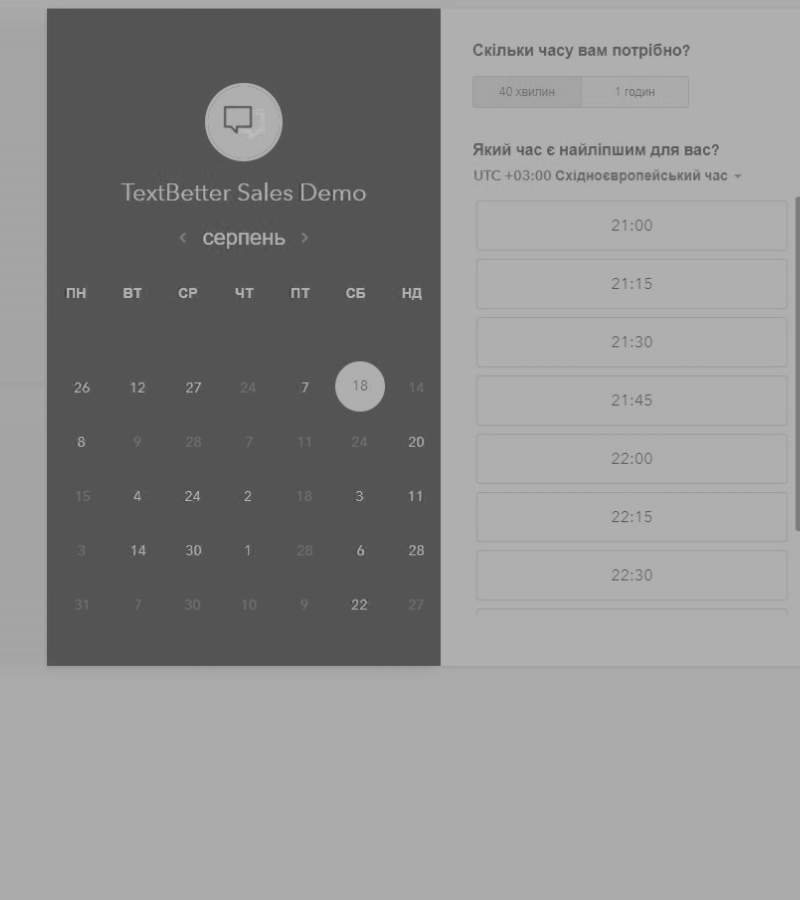 TextBetter Sales Demo
серпень
ПН ВТ СР ЧТ ПТ СБ НД
26 12 27 24 7 18 14
8 9 28 7 11 24 20
15 4 24 2 18 3 11
3 14 30 1 28 6 28
31 7 30 10 9 22 27
Скільки часу вам потрібно?
40 хвилин 1 годин
Який час є найліпшим для вас?
UTC +03:00 Східноєвропейський час
21:00
21:15
21:30
21:45
22:00
22:15
22:30